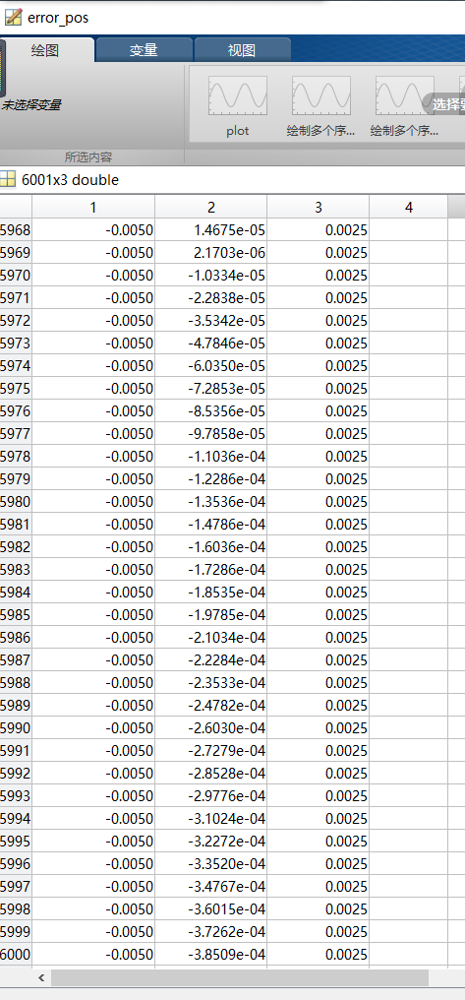 error_pos
绘图 变量 视图
未选择变量
plot 绘制多个序... 绘制多个序... 选择要
所选内容
6001x3 double
1 2 3 4
5968 -0.0050 1.4675e-05 0.0025
5969 -0.0050 2.1703e-06 0.0025
5970 -0.0050 -1.0334e-05 0.0025
5971 -0.0050 -2.2838e-05 0.0025
5972 -0.0050 -3.5342e-05 0.0025
5973 -0.0050 -4.7846e-05 0.0025
5974 -0.0050 -6.0350e-05 0.0025
5975 -0.0050 -7.2853e-05 0.0025
5976 -0.0050 -8.5356e-05 0.0025
5977 -0.0050 -9.7858e-05 0.0025
5978 -0.0050 -1.1036e-04 0.0025
5979 -0.0050 -1.2286e-04 0.0025
5980 -0.0050 -1.3536e-04 0.0025
5981 -0.0050 -1.4786e-04 0.0025
5982 -0.0050 -1.6036e-04 0.0025
5983 -0.0050 -1.7286e-04 0.0025
5984 -0.0050 -1.8535e-04 0.0025
5985 -0.0050 -1.9785e-04 0.0025
5986 -0.0050 -2.1034e-04 0.0025
5987 -0.0050 -2.2284e-04 0.0025
5988 -0.0050 -2.3533e-04 0.0025
5989 -0.0050 -2.4782e-04 0.0025
5990 -0.0050 -2.6030e-04 0.0025
5991 -0.0050 -2.7279e-04 0.0025
5992 -0.0050 -2.8528e-04 0.0025
5993 -0.0050 -2.9776e-04 0.0025
5994 -0.0050 -3.1024e-04 0.0025
5995 -0.0050 -3.2272e-04 0.0025
5996 -0.0050 -3.3520e-04 0.0025
5997 -0.0050 -3.4767e-04 0.0025
5998 -0.0050 -3.6015e-04 0.0025
5999 -0.0050 -3.7262e-04 0.0025
6000 -0.0050 -3.8509e-04 0.0025